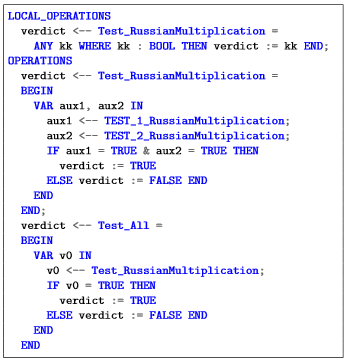 LOCAL_OPERATIONS
verdict <-- Test_RussianMultiplication =
ANY kk WHERE kk : BOOL THEN verdict := kk END;
OPERATIONS
verdict <-- Test_RussianMultiplication =
BEGIN
VAR aux1, aux2 IN
aux1 <-- TEST_1_RussianMultiplication;
aux2 <-- TEST_2_RussianMultiplication;
IF aux1 = TRUE & aux2 = TRUE THEN
verdict := TRUE
ELSE verdict := FALSE END
END
END;
verdict <-- Test_All =
BEGIN
VAR v0 IN
v0 <-- Test_RussianMultiplication;
IF v0 = TRUE THEN
verdict := TRUE
ELSE verdict := FALSE END
END
END